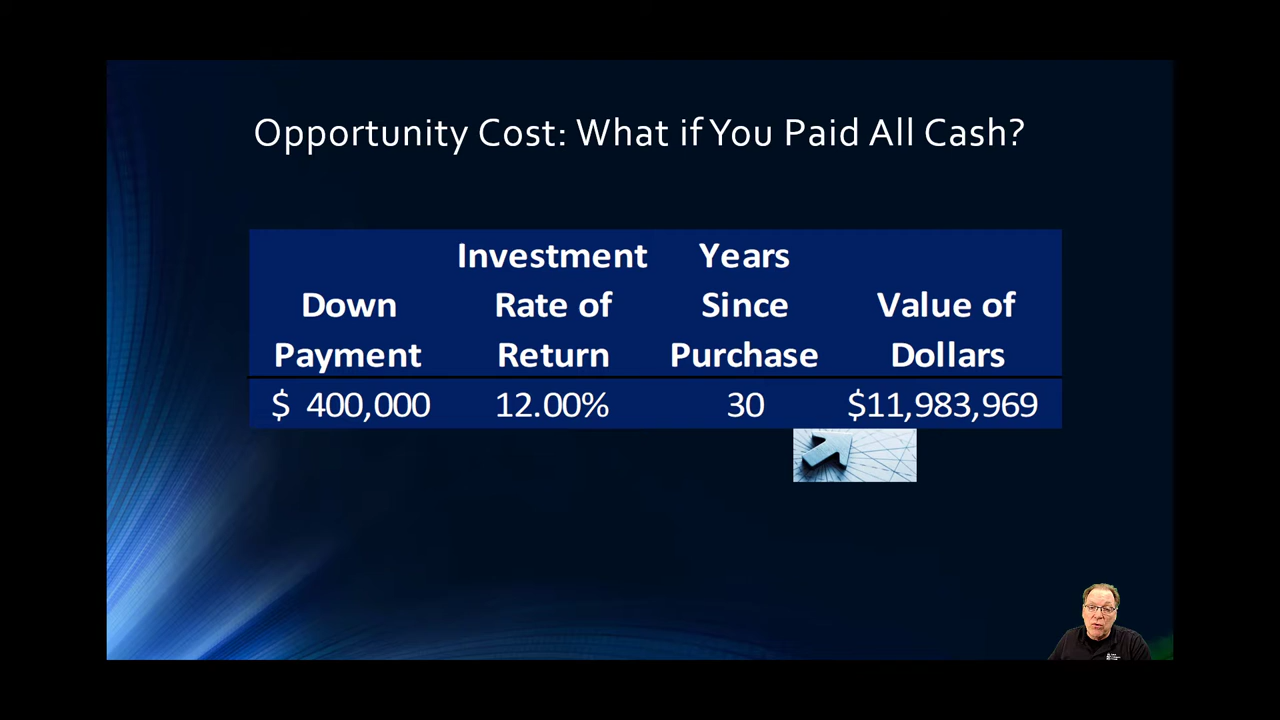 Opportunity Cost: What if You Paid All Cash?
Investment Years
Down Rate of Since Value of
Payment Return Purchase Dollars
$ 400,000 12.00% 30 $11,983,969